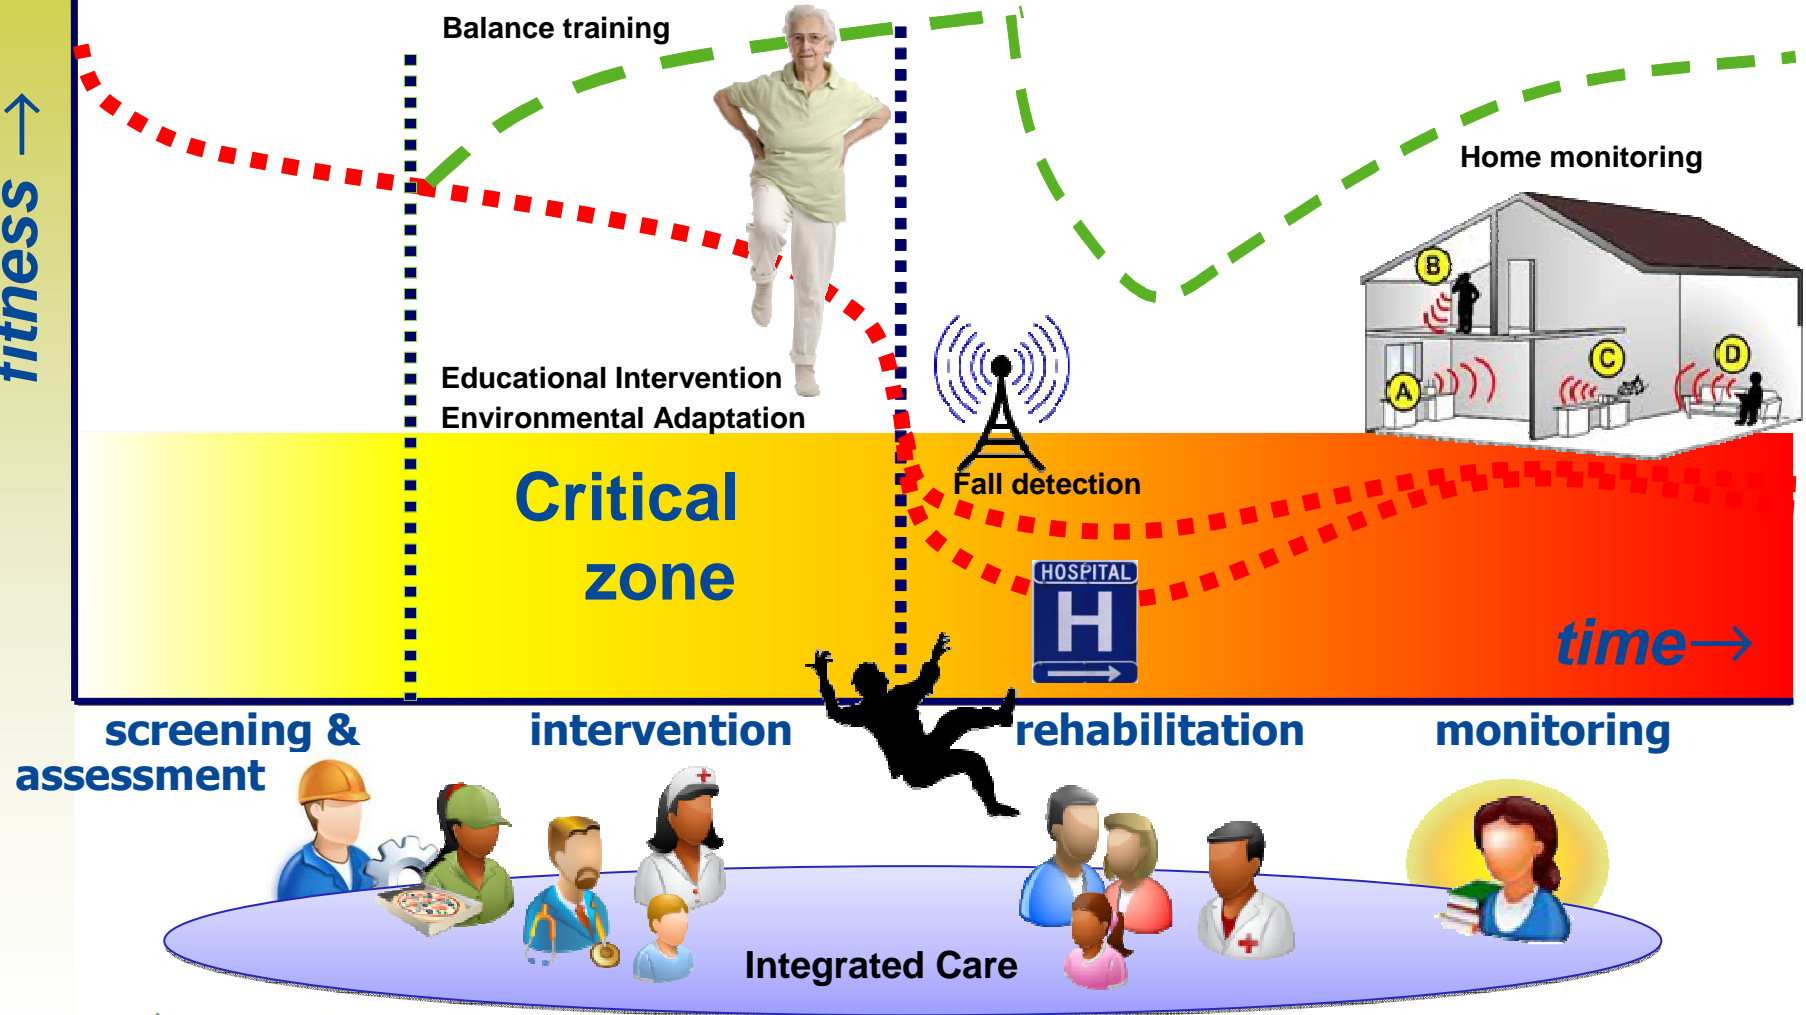 Balance training
fitness →
Home monitoring
B
C
D
A
Educational Intervention
Environmental Adaptation
Critical
zone
Fall detection
HOSPITAL
H
time→
screening &
assessment
intervention
rehabilitation
monitoring
Integrated Care